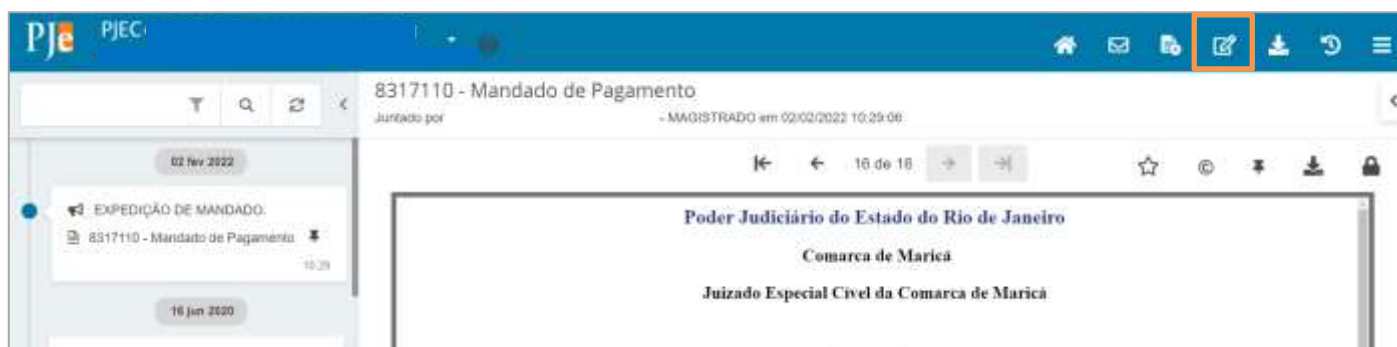 PJe PJEC
8317110 - Mandado de Pagamento
Juntado por - MAGISTRADO em 02/02/2022 10:29:06
02 fev 2022
16 de 16
EXPEDIÇÃO DE MANDADO.
8317110 - Mandado de Pagamento
10:29
16 jun 2020
Poder Judiciário do Estado do Rio de Janeiro
Comarca de Maricá
Juizado Especial Cível da Comarca de Maricá